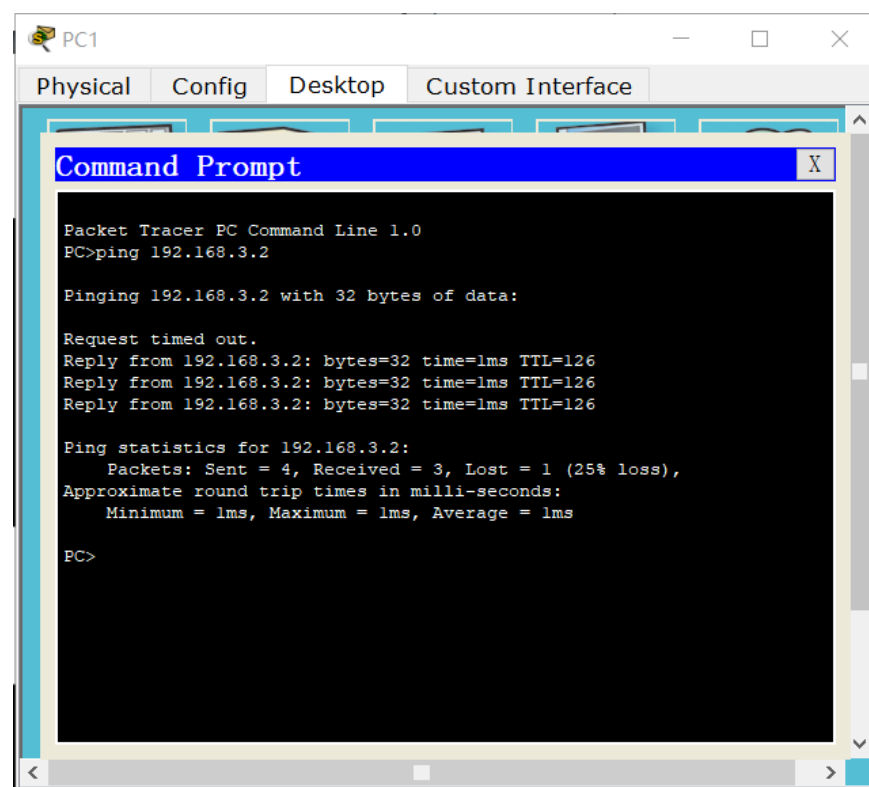 PC1
Physical Config Desktop Custom Interface
Command Prompt X
Packet Tracer PC Command Line 1.0
PC>ping 192.168.3.2
Pinging 192.168.3.2 with 32 bytes of data:
Request timed out.
Reply from 192.168.3.2: bytes=32 time=1ms TTL=126
Reply from 192.168.3.2: bytes=32 time=1ms TTL=126
Reply from 192.168.3.2: bytes=32 time=1ms TTL=126
Ping statistics for 192.168.3.2:
Packets: Sent = 4, Received = 3, Lost = 1 (25% loss),
Approximate round trip times in milli-seconds:
Minimum = 1ms, Maximum = 1ms, Average = 1ms
PC>